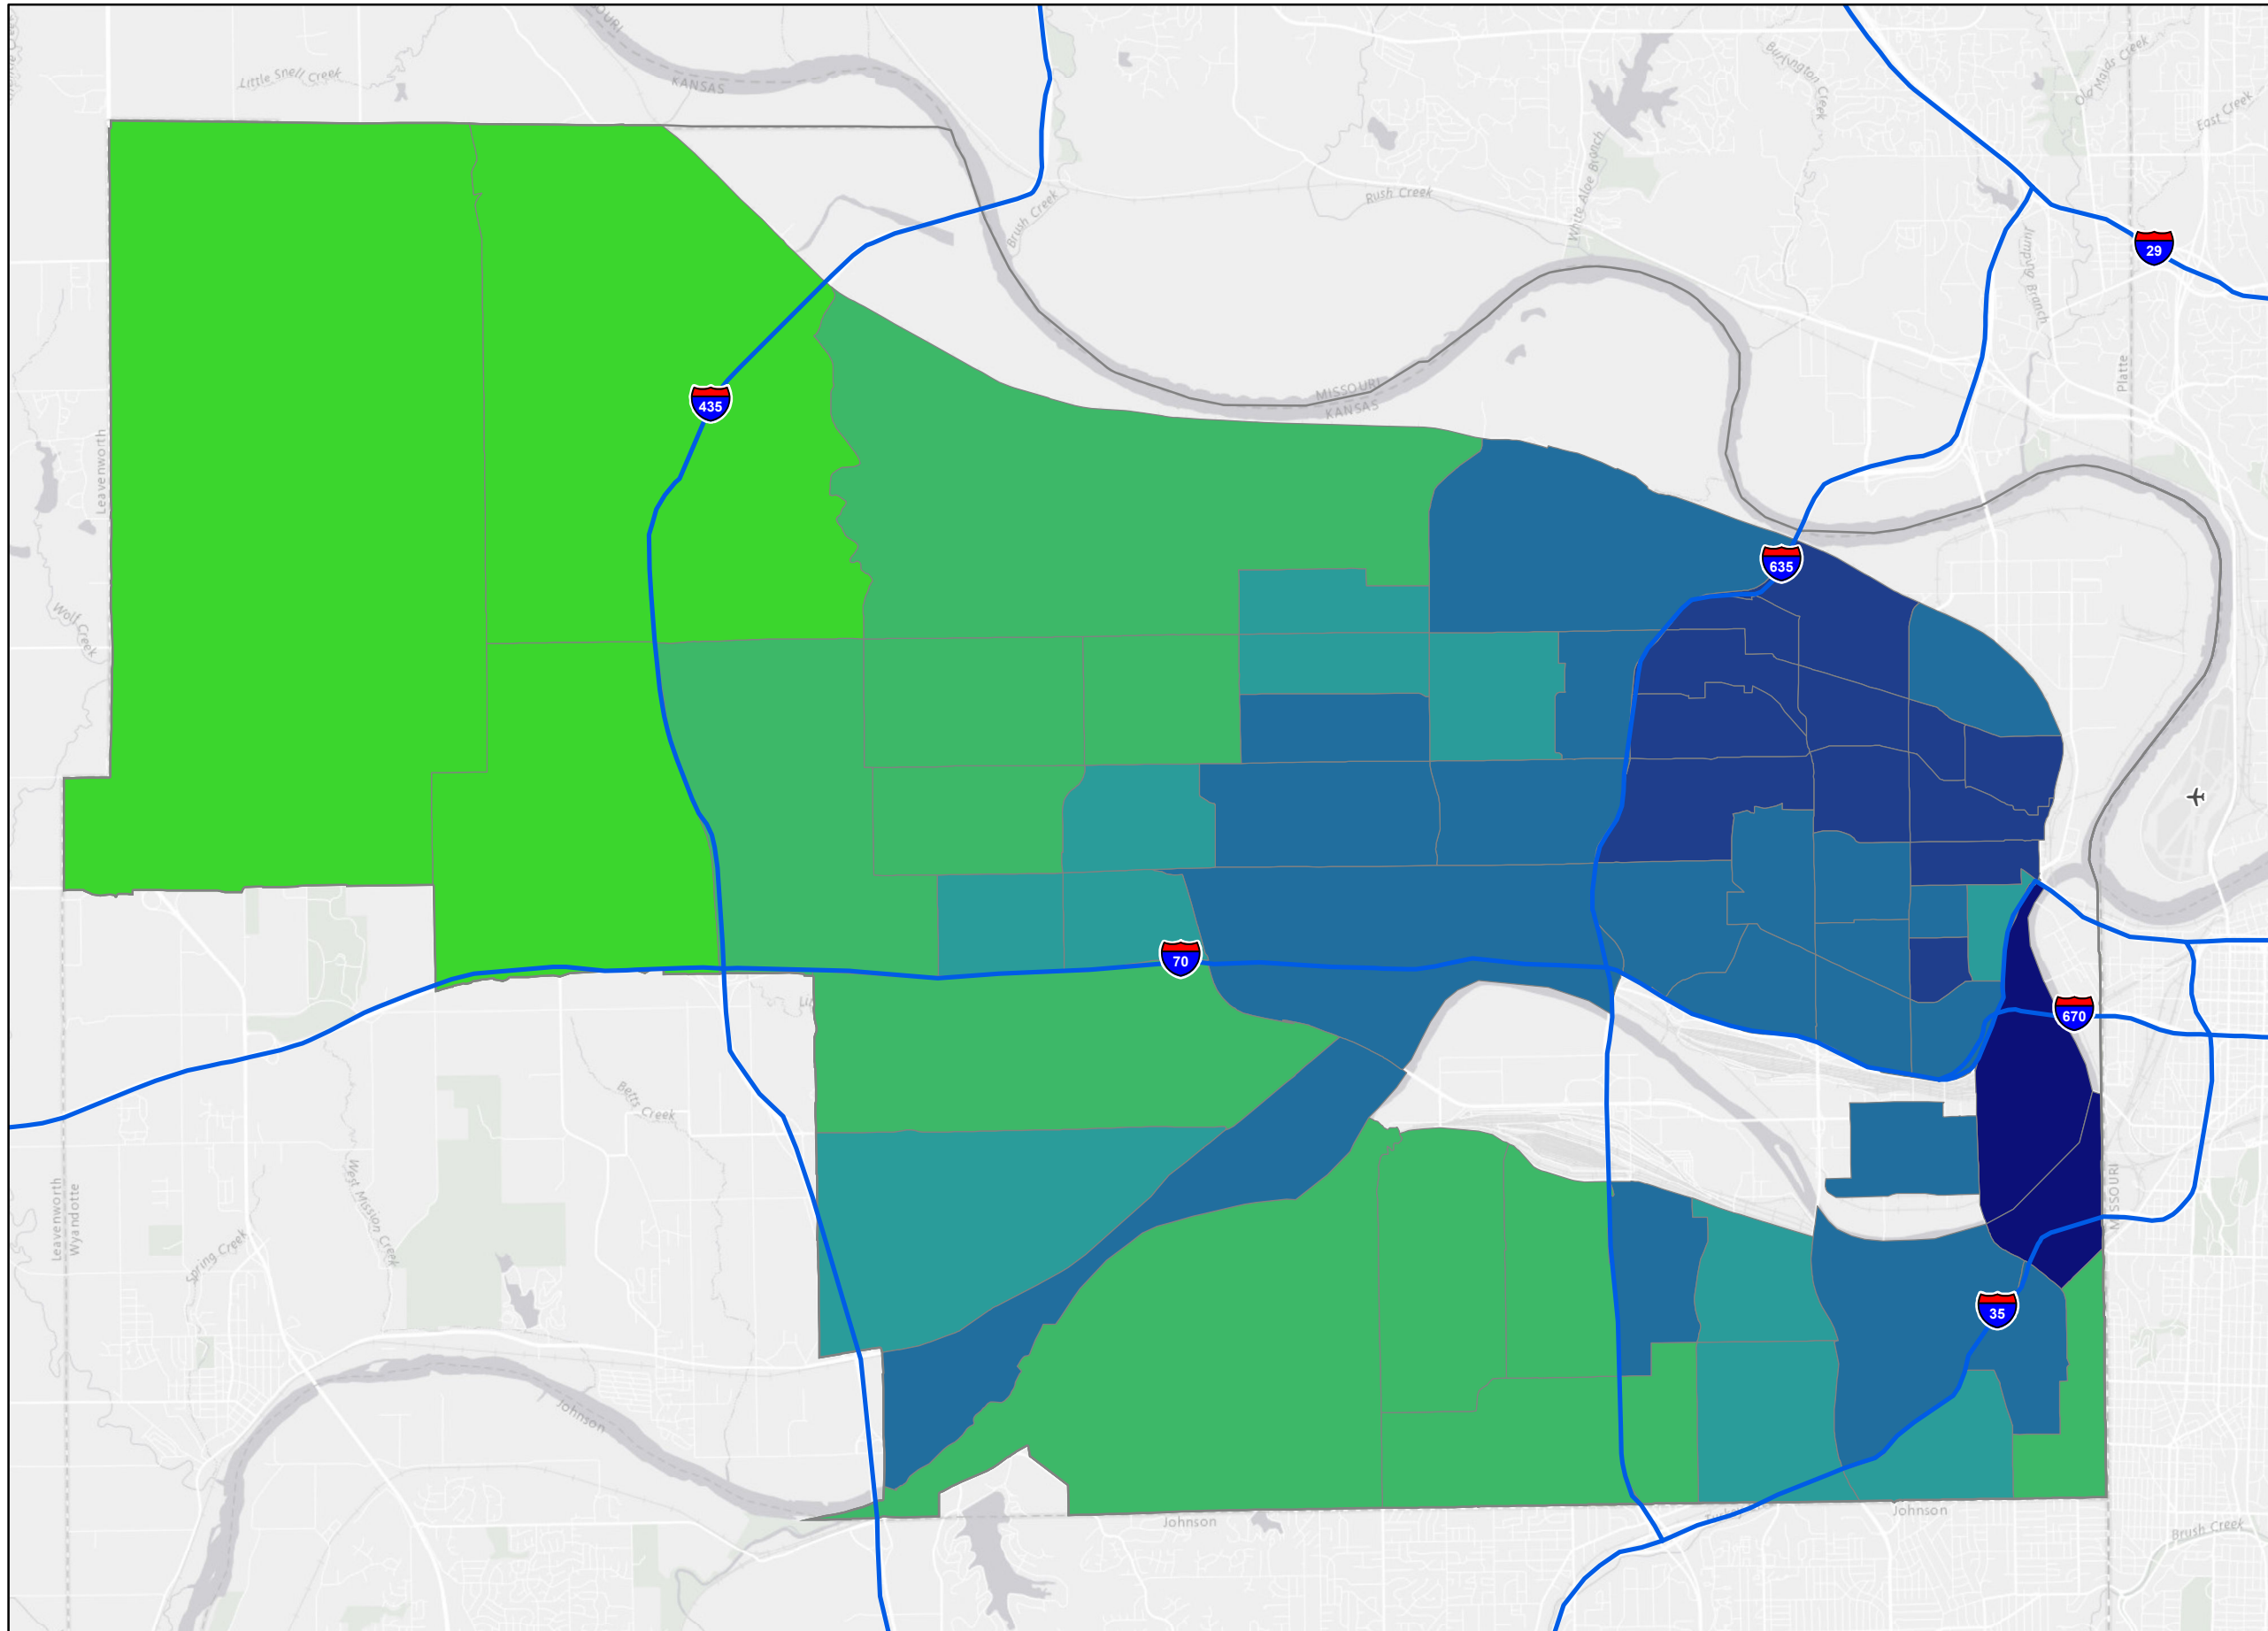 KANSAS
Little Snell Creek
Burlington Creek
Old Maids Creek
East Creek
White Aloe Branch
Rush Creek
Brush Creek
Jumping Branch
29
Platte
MISSOURI
KANSAS
435
Leavenworth
635
Wolf Creek
70
670
Betts Creek
West Mission Creek
Leavenworth
Wyandotte
MISSOURI
Spring Creek
35
Johnson
Johnson
Johnson
Brush Creek